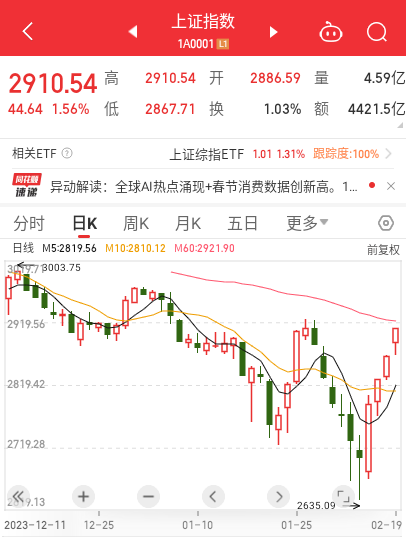 上证指数
1A0001 L1
2910.54 高 2910.54 开 2886.59 量 4.59亿
44.64 1.56% 低 2867.71 换 1.03% 额 4421.5亿
相关ETF ? 上证综指ETF 1.01 1.31% 跟踪度:100%
同花顺 速递 异动解读：全球AI热点涌现+春节消费数据创新高。1...
分时 日K 周K 月K 五日 更多
日线 M5:2819.56 M10:2810.12 M60:2921.90 前复权
3003.75
2919.56
2819.42
2719.28
2635.09
2023-12-11 12-25 01-10 01-25 02-19